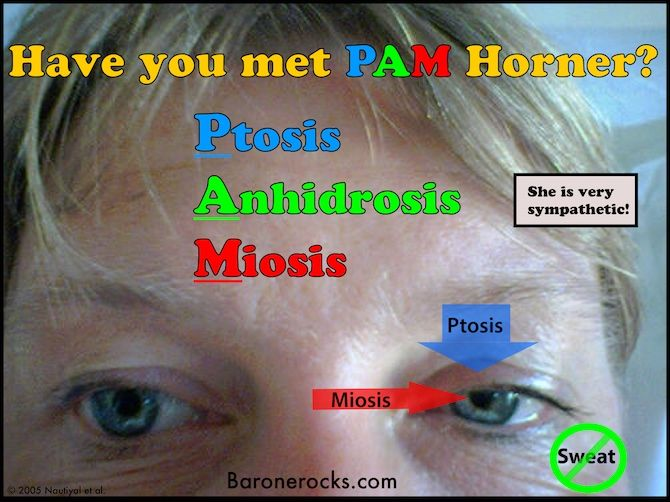 Have you met PAM Horner?
Ptosis
Anhidrosis
She is very
sympathetic!
Miosis
Ptosis
Miosis
Sweat
Baronerocks.com
© 2005 Nautiyal et al.